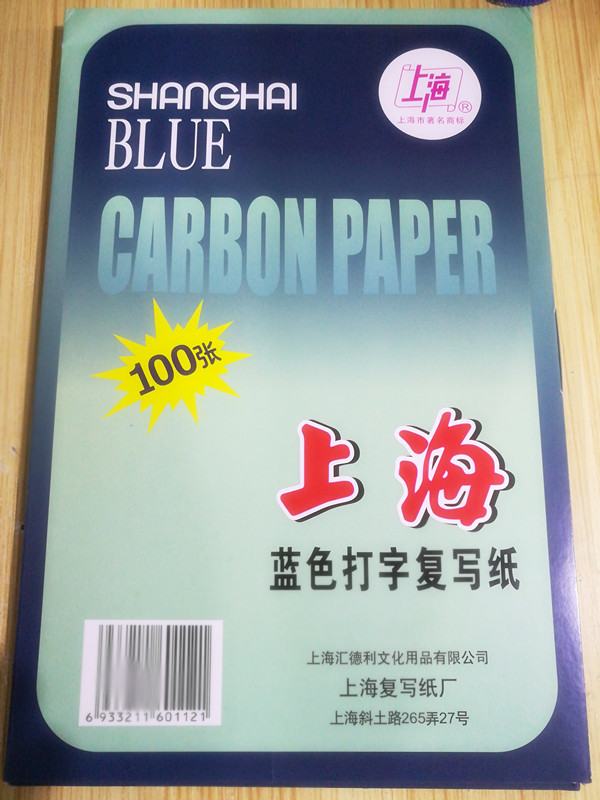 SHANGHAI
BLUE
上海
®
上海市著名商标
CARBON PAPER
100张
上海
蓝色打字复写纸
上海汇德利文化用品有限公司
上海复写纸厂
上海斜土路265弄27号
6 933211 601121